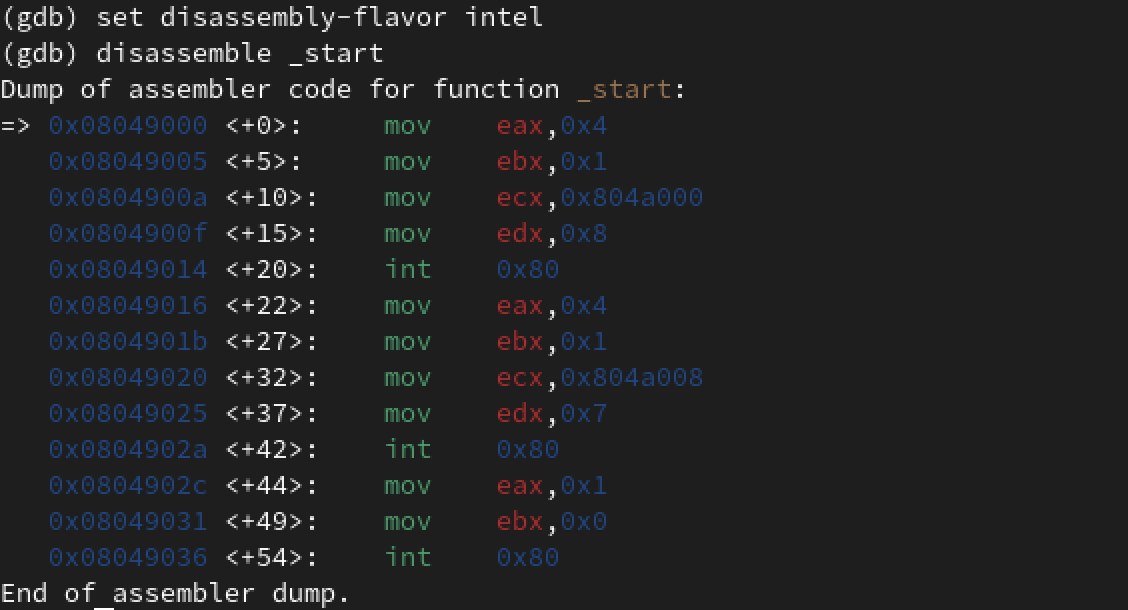 (gdb) set disassembly-flavor intel
(gdb) disassemble _start
Dump of assembler code for function _start:
=> 0x08049000 <+0>:     mov    eax,0x4
   0x08049005 <+5>:     mov    ebx,0x1
   0x0804900a <+10>:    mov    ecx,0x804a000
   0x0804900f <+15>:    mov    edx,0x8
   0x08049014 <+20>:    int    0x80
   0x08049016 <+22>:    mov    eax,0x4
   0x0804901b <+27>:    mov    ebx,0x1
   0x08049020 <+32>:    mov    ecx,0x804a008
   0x08049025 <+37>:    mov    edx,0x7
   0x0804902a <+42>:    int    0x80
   0x0804902c <+44>:    mov    eax,0x1
   0x08049031 <+49>:    mov    ebx,0x0
   0x08049036 <+54>:    int    0x80
End of assembler dump.